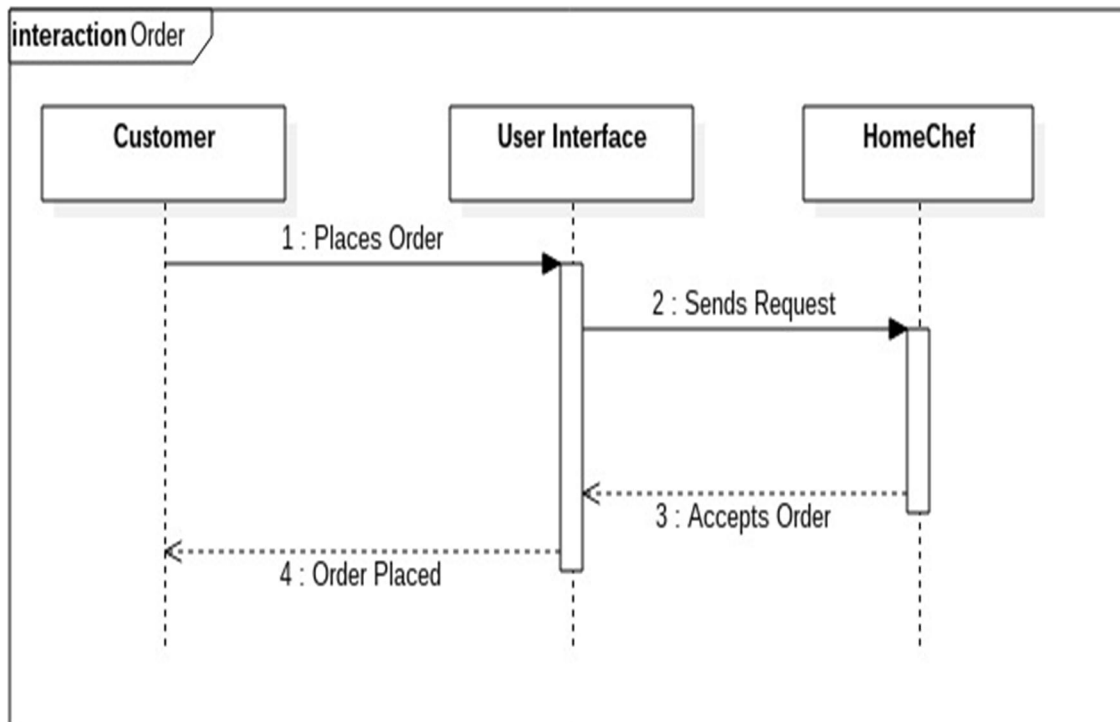 interaction Order
Customer
User Interface
HomeChef
1 : Places Order
2 : Sends Request
3 : Accepts Order
4 : Order Placed